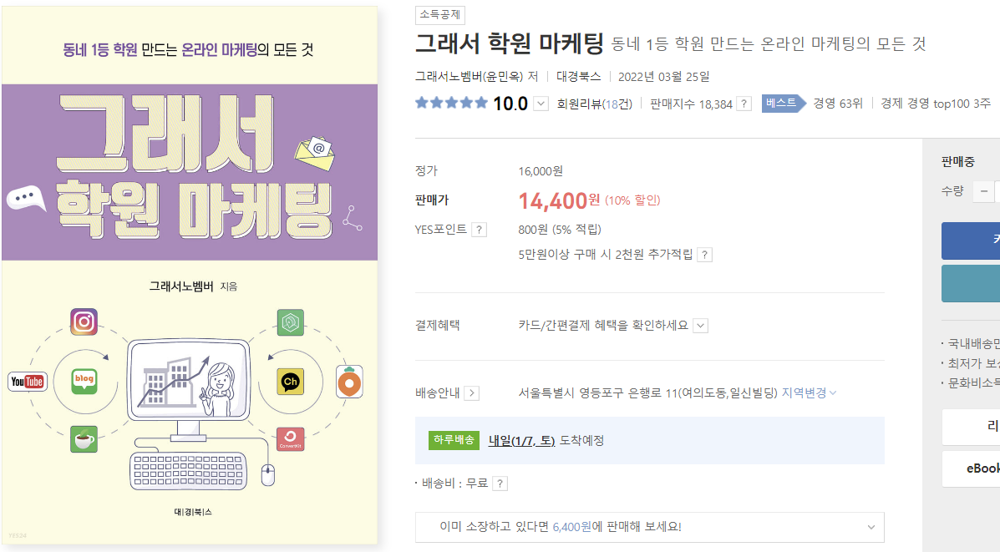 동네 1등 학원 만드는 온라인 마케팅의 모든 것
그래서
학원 마케팅
그래서노벰버 지음
YouTube
blog
Ch
ConvertKit
대|경|북|스
YES24
소득공제
그래서 학원 마케팅 동네 1등 학원 만드는 온라인 마케팅의 모든 것
그래서노벰버(윤민옥) 저 | 대경북스 | 2022년 03월 25일
10.0 회원리뷰(18건) | 판매지수 18,384 ? 베스트 경영 63위 | 경제 경영 top100 3주
정가 16,000원
판매가 14,400원 (10% 할인)
YES포인트 ? 800원 (5% 적립)
5만원이상 구매 시 2천원 추가적립 ?
결제혜택 카드/간편결제 혜택을 확인하세요
배송안내 > 서울특별시 영등포구 은행로 11(여의도동,일신빌딩) 지역변경
하루배송 내일(1/7, 토) 도착예정
· 배송비 : 무료 ?
이미 소장하고 있다면 6,400원에 판매해 보세요!
판매중
수량 −
· 국내배송만
· 최저가 보상
· 문화비소득
리
eBook